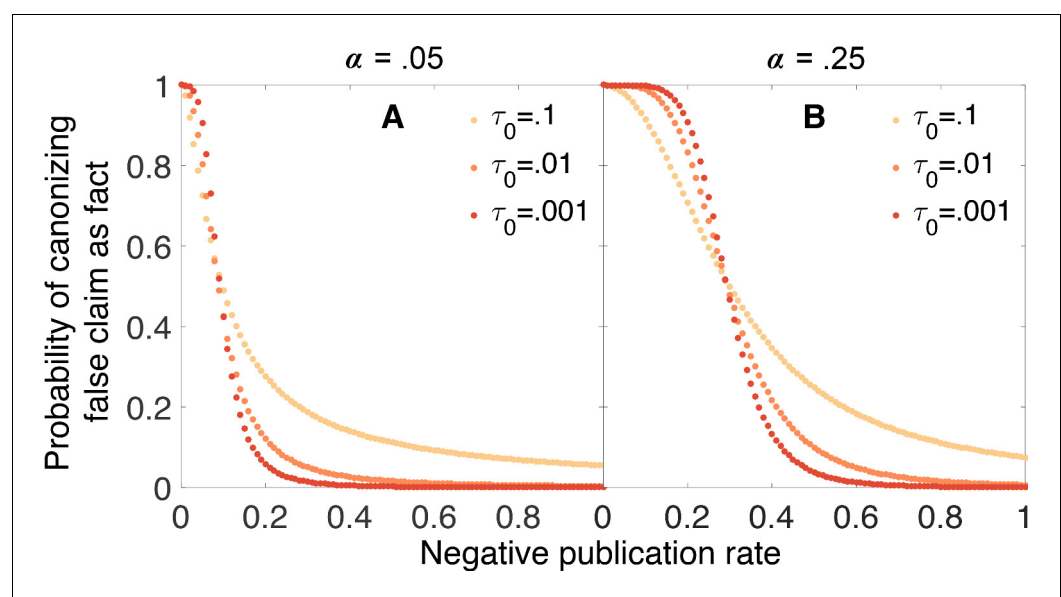 α = .05
α = .25
A
B
τ0=.1
τ0=.01
τ0=.001
τ0=.1
τ0=.01
τ0=.001
Probability of canonizing
false claim as fact
1
0.8
0.6
0.4
0.2
0
0 0.2 0.4 0.6 0.8 0 0.2 0.4 0.6 0.8 1
Negative publication rate